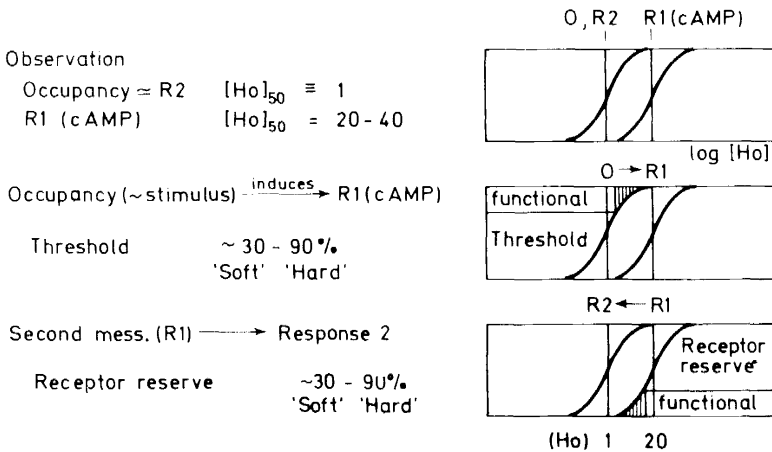 O, R2 R1 (cAMP)
Observation
Occupancy ≃ R2 [Ho]50 ≡ 1
R1 (cAMP) [Ho]50 = 20 - 40
log [Ho]
O → R1
Occupancy (~stimulus) induces → R1 (cAMP)
functional
Threshold ~ 30 - 90 %
Threshold
'Soft' 'Hard'
R2 ← R1
Second mess. (R1) → Response 2
Receptor
reserve
Receptor reserve ~30 - 90%
'Soft' 'Hard'
functional
(Ho) 1 20